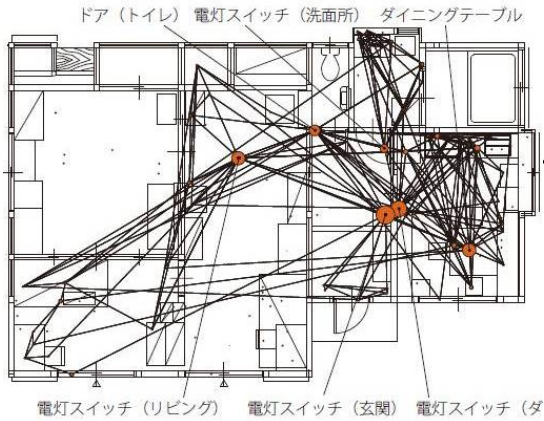 ドア（トイレ） 電灯スイッチ（洗面所） ダイニングテーブル
電灯スイッチ（リビング） 電灯スイッチ（玄関） 電灯スイッチ（ダ